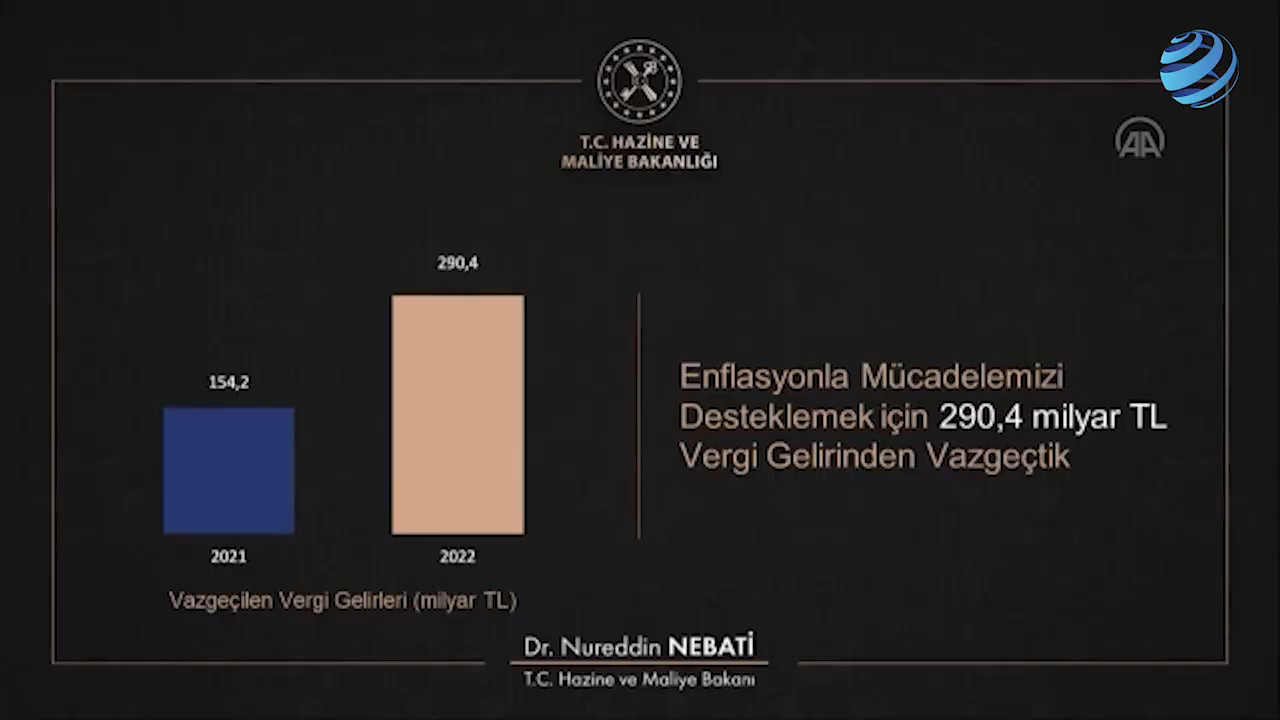 AA
T.C. HAZİNE VE
MALİYE BAKANLIĞI
290,4
154,2
2021
2022
Vazgeçilen Vergi Gelirleri (milyar TL)
Enflasyonla Mücadelemizi
Desteklemek için 290,4 milyar TL
Vergi Gelirinden Vazgeçtik
Dr. Nureddin NEBATİ
T.C. Hazine ve Maliye Bakanı